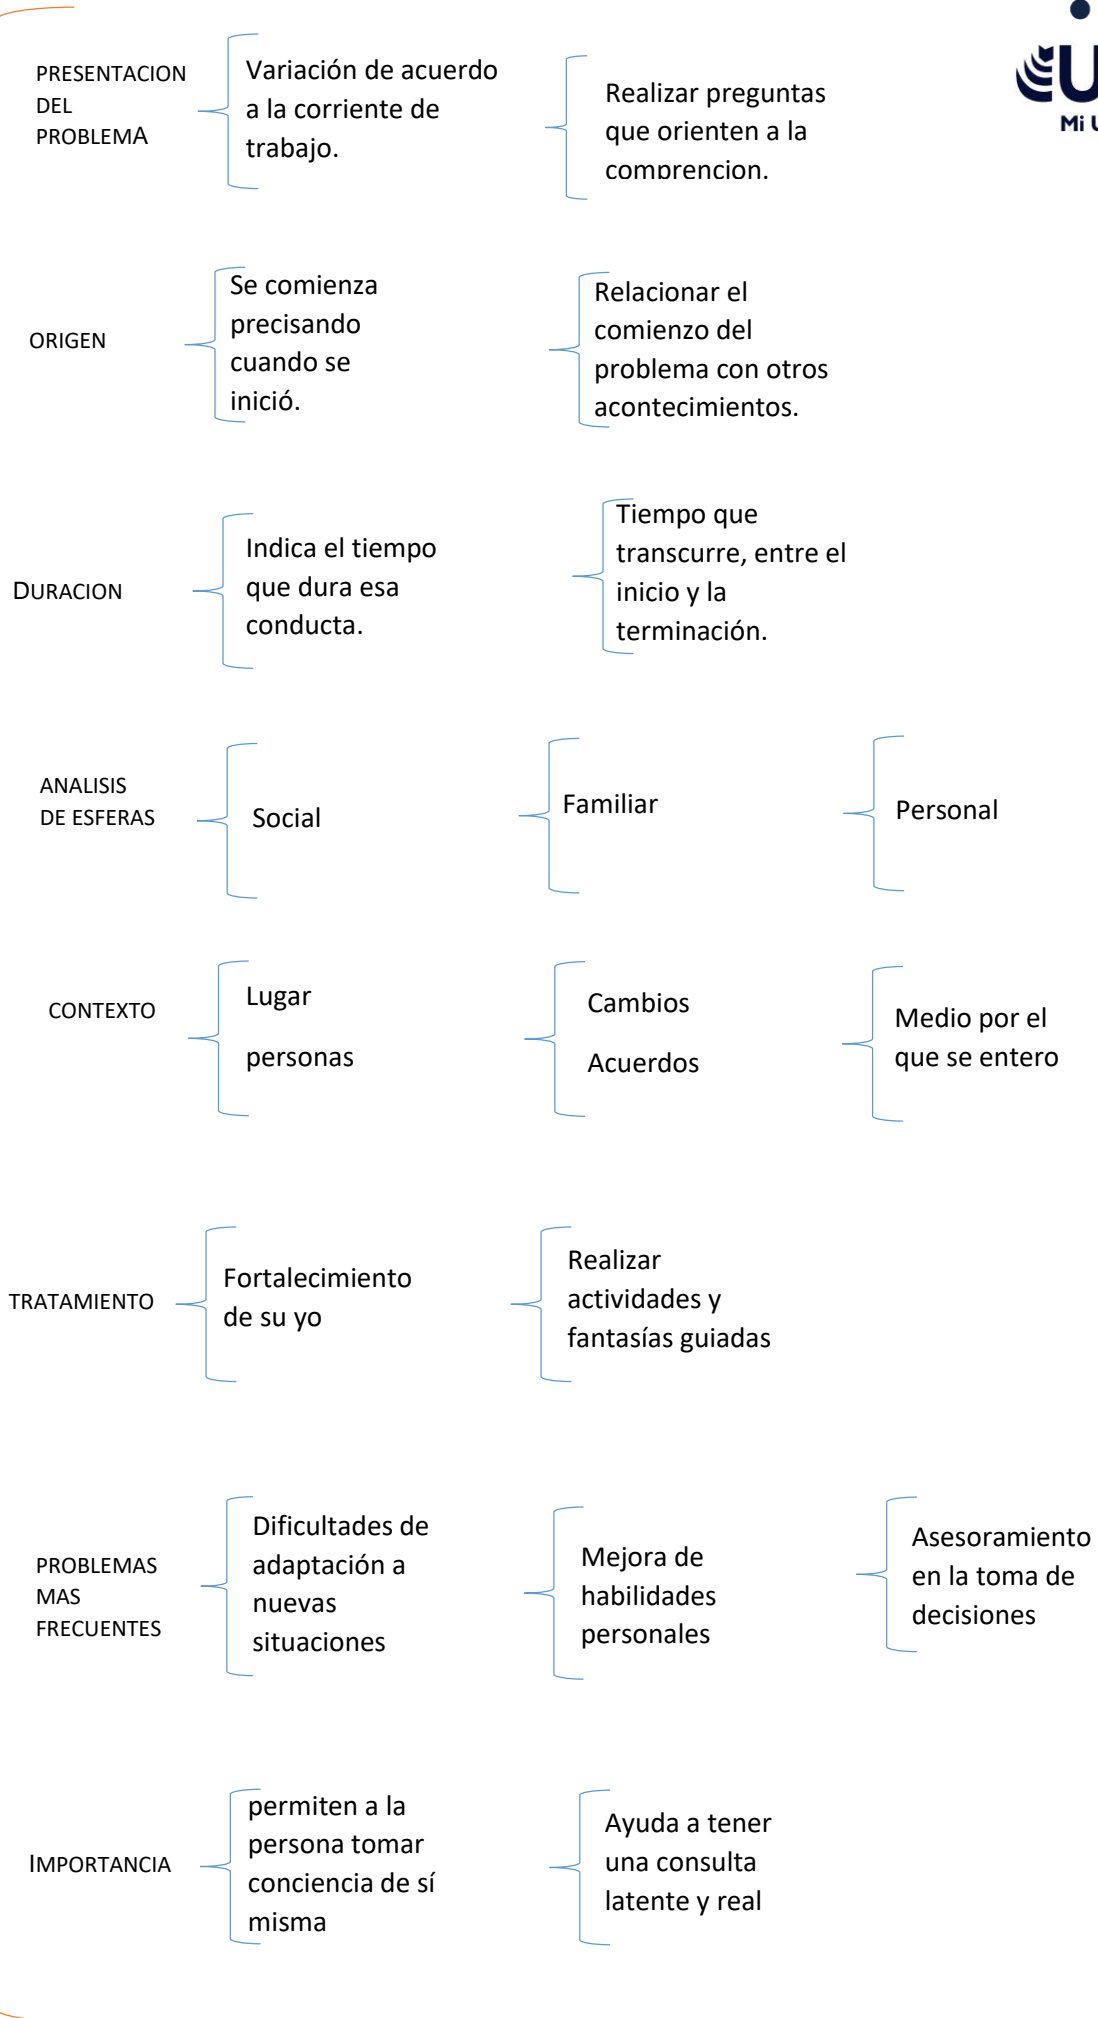 PRESENTACION
DEL
PROBLEMA
Variación de acuerdo
a la corriente de
trabajo.
Realizar preguntas
que orienten a la
comprencion.
Mi U
ORIGEN
Se comienza
precisando
cuando se
inició.
Relacionar el
comienzo del
problema con otros
acontecimientos.
DURACION
Indica el tiempo
que dura esa
conducta.
Tiempo que
transcurre, entre el
inicio y la
terminación.
ANALISIS
DE ESFERAS
Social
Familiar
Personal
CONTEXTO
Lugar
personas
Cambios
Acuerdos
Medio por el
que se entero
TRATAMIENTO
Fortalecimiento
de su yo
Realizar
actividades y
fantasías guiadas
PROBLEMAS
MAS
FRECUENTES
Dificultades de
adaptación a
nuevas
situaciones
Mejora de
habilidades
personales
Asesoramiento
en la toma de
decisiones
IMPORTANCIA
permiten a la
persona tomar
conciencia de sí
misma
Ayuda a tener
una consulta
latente y real